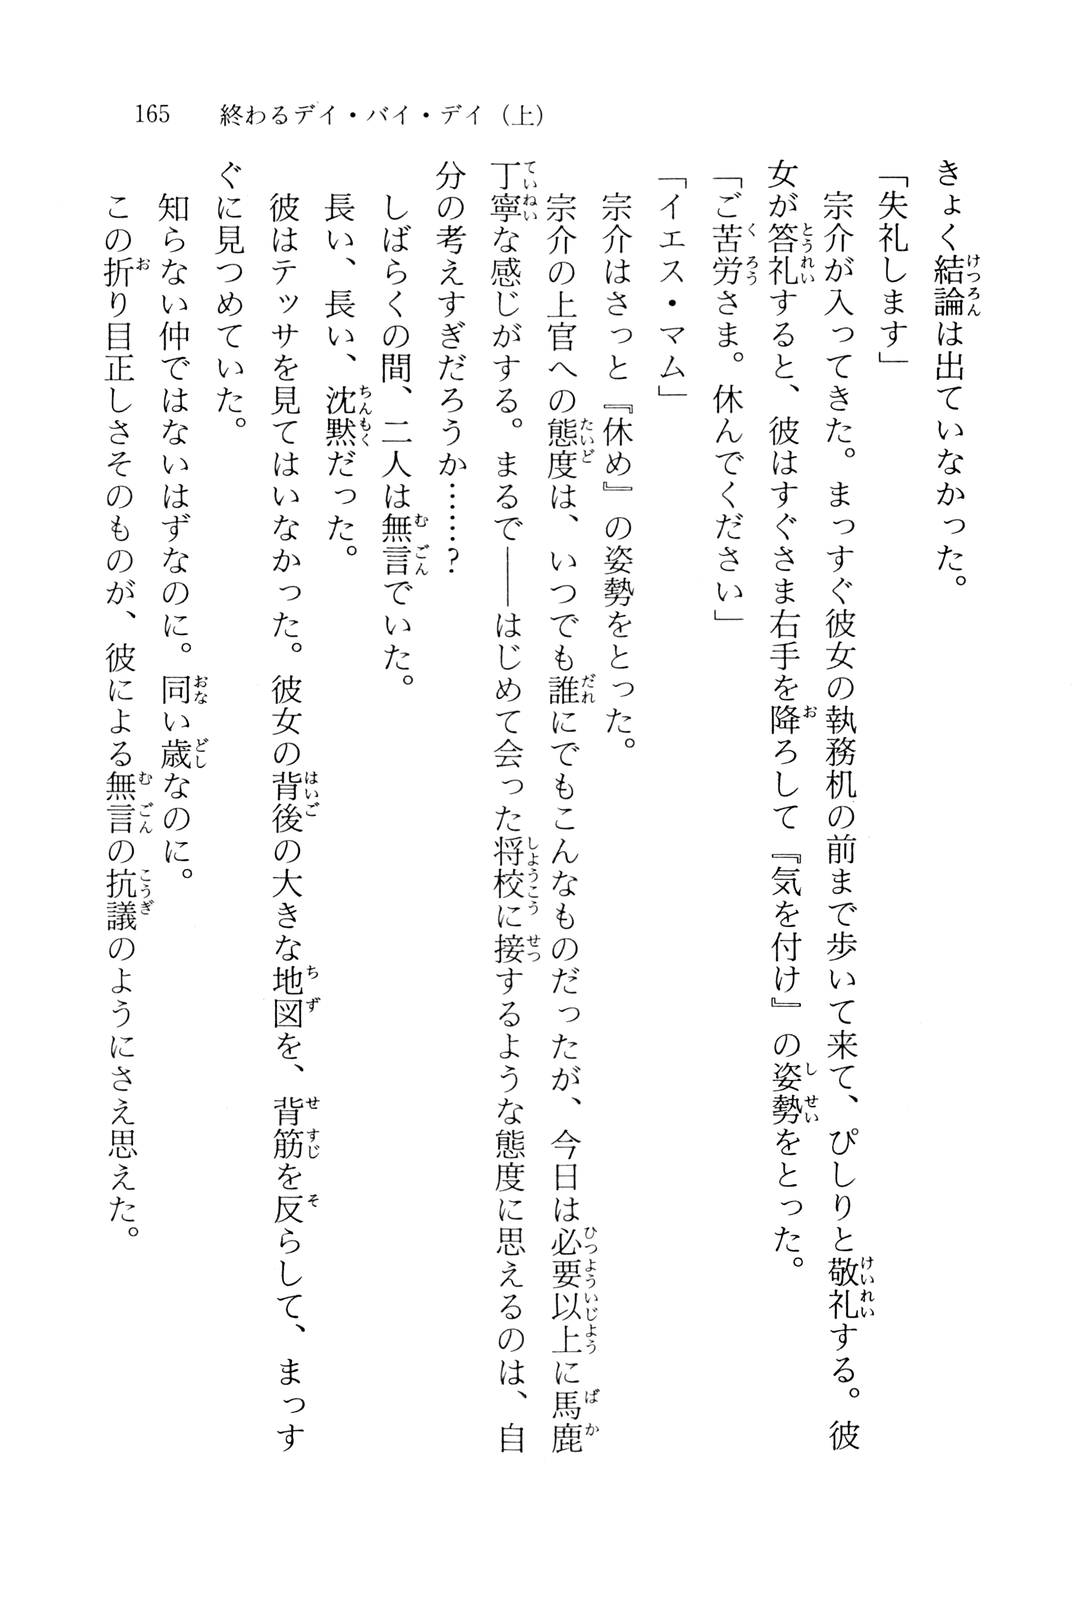 165 終わるデイ・バイ・デイ（上）
きょく結論は出ていなかった。
「失礼します」
宗介が入ってきた。まっすぐ彼女の執務机の前まで歩いて来て、ぴしりと敬礼する。彼
女が答礼すると、彼はすぐさま右手を降ろして『気を付け』の姿勢をとった。
「ご苦労さま。休んでください」
「イエス・マム」
宗介はさっと『休め』の姿勢をとった。
宗介の上官への態度は、いつでも誰にでもこんなものだったが、今日は必要以上に馬鹿
丁寧な感じがする。まるで――はじめて会った将校に接するような態度に思えるのは、自
分の考えすぎだろうか……？
しばらくの間、二人は無言でいた。
長い、長い、沈黙だった。
彼はテッサを見てはいなかった。彼女の背後の大きな地図を、背筋を反らして、まっす
ぐに見つめていた。
知らない仲ではないはずなのに。同い歳なのに。
この折り目正しさそのものが、彼による無言の抗議のようにさえ思えた。